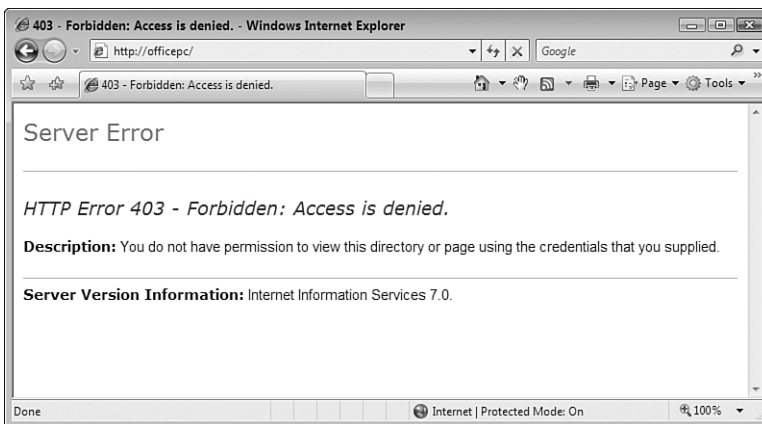 403 - Forbidden: Access is denied. - Windows Internet Explorer
http://officepc/
Google
403 - Forbidden: Access is denied.
Page
Tools
Server Error
HTTP Error 403 - Forbidden: Access is denied.
Description: You do not have permission to view this directory or page using the credentials that you supplied.
Server Version Information: Internet Information Services 7.0.
Done
Internet | Protected Mode: On
100%